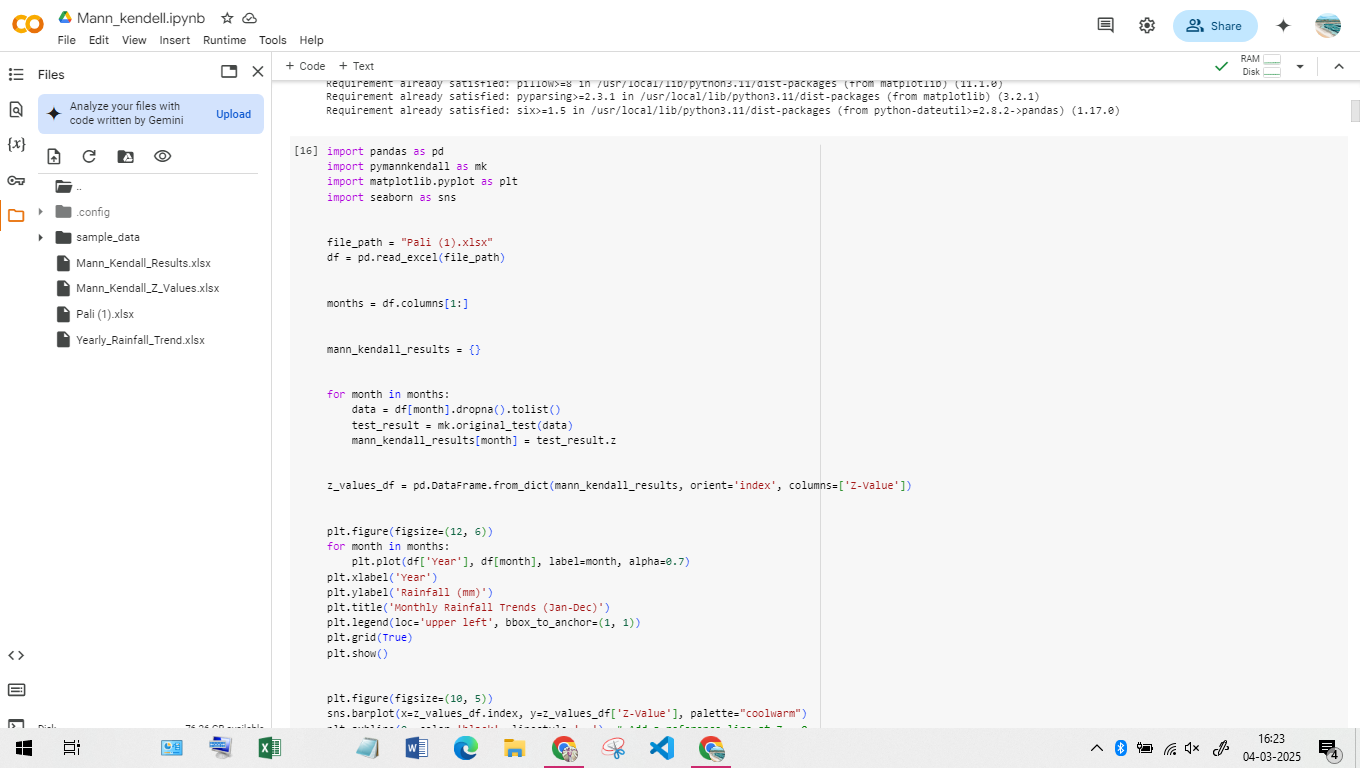 Mann_kendell.ipynb
File Edit View Insert Runtime Tools Help
Share
Files
+ Code + Text
RAM
Disk
Analyze your files with
code written by Gemini
Upload
..
.config
sample_data
Mann_Kendall_Results.xlsx
Mann_Kendall_Z_Values.xlsx
Pali (1).xlsx
Yearly_Rainfall_Trend.xlsx
Disk 76.26 GB available
Requirement already satisfied: pillow>=8 in /usr/local/lib/python3.11/dist-packages (from matplotlib) (11.1.0)
Requirement already satisfied: pyparsing>=2.3.1 in /usr/local/lib/python3.11/dist-packages (from matplotlib) (3.2.1)
Requirement already satisfied: six>=1.5 in /usr/local/lib/python3.11/dist-packages (from python-dateutil>=2.8.2->pandas) (1.17.0)
[16] import pandas as pd
import pymannkendall as mk
import matplotlib.pyplot as plt
import seaborn as sns
file_path = "Pali (1).xlsx"
df = pd.read_excel(file_path)
months = df.columns[1:]
mann_kendall_results = {}
for month in months:
    data = df[month].dropna().tolist()
    test_result = mk.original_test(data)
    mann_kendall_results[month] = test_result.z
z_values_df = pd.DataFrame.from_dict(mann_kendall_results, orient='index', columns=['Z-Value'])
plt.figure(figsize=(12, 6))
for month in months:
    plt.plot(df['Year'], df[month], label=month, alpha=0.7)
plt.xlabel('Year')
plt.ylabel('Rainfall (mm)')
plt.title('Monthly Rainfall Trends (Jan-Dec)')
plt.legend(loc='upper left', bbox_to_anchor=(1, 1))
plt.grid(True)
plt.show()
plt.figure(figsize=(10, 5))
sns.barplot(x=z_values_df.index, y=z_values_df['Z-Value'], palette="coolwarm")
16:23
04-03-2025
4